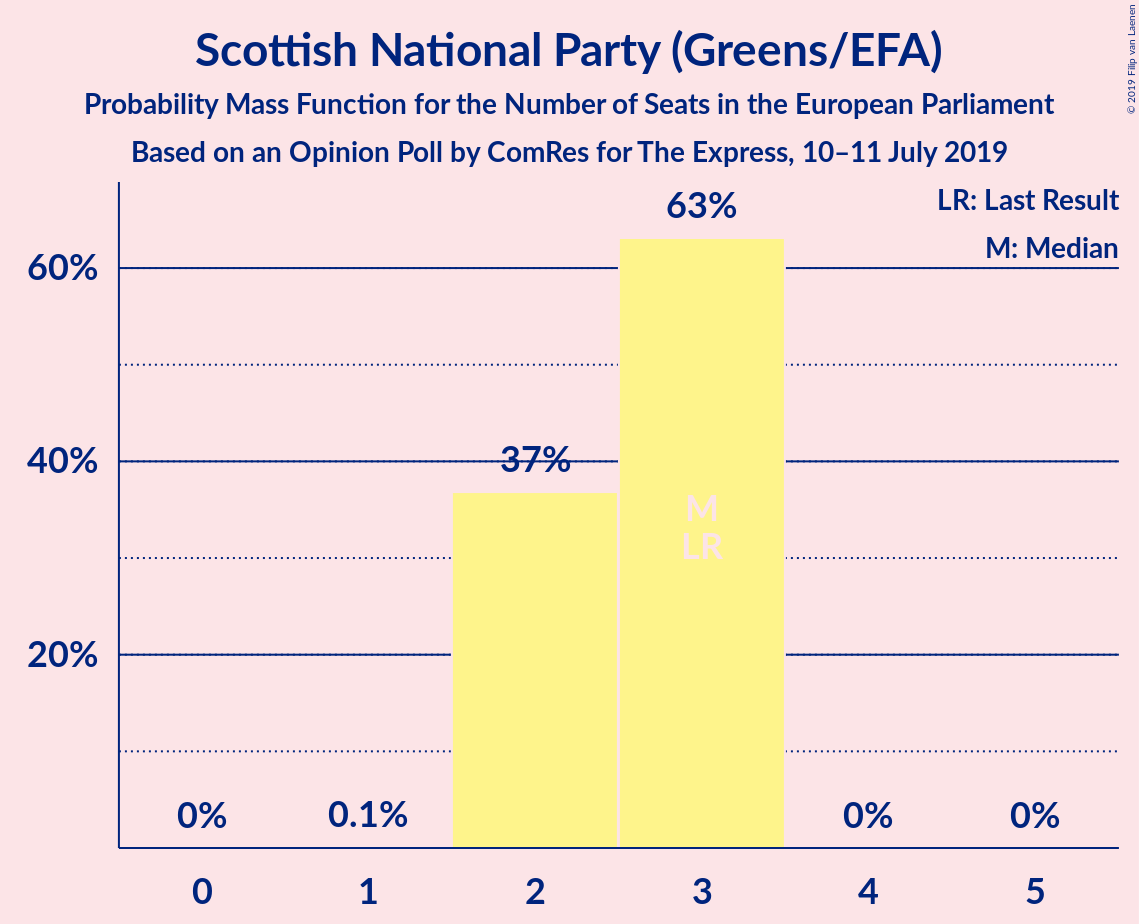 Scottish National Party (Greens/EFA)
Probability Mass Function for the Number of Seats in the European Parliament
Based on an Opinion Poll by ComRes for The Express, 10–11 July 2019
© 2019 Filip van Laenen
LR: Last Result
M: Median
63%
60%
40%
37%
M
LR
20%
0%
0.1%
0%
0%
0
1
2
3
4
5